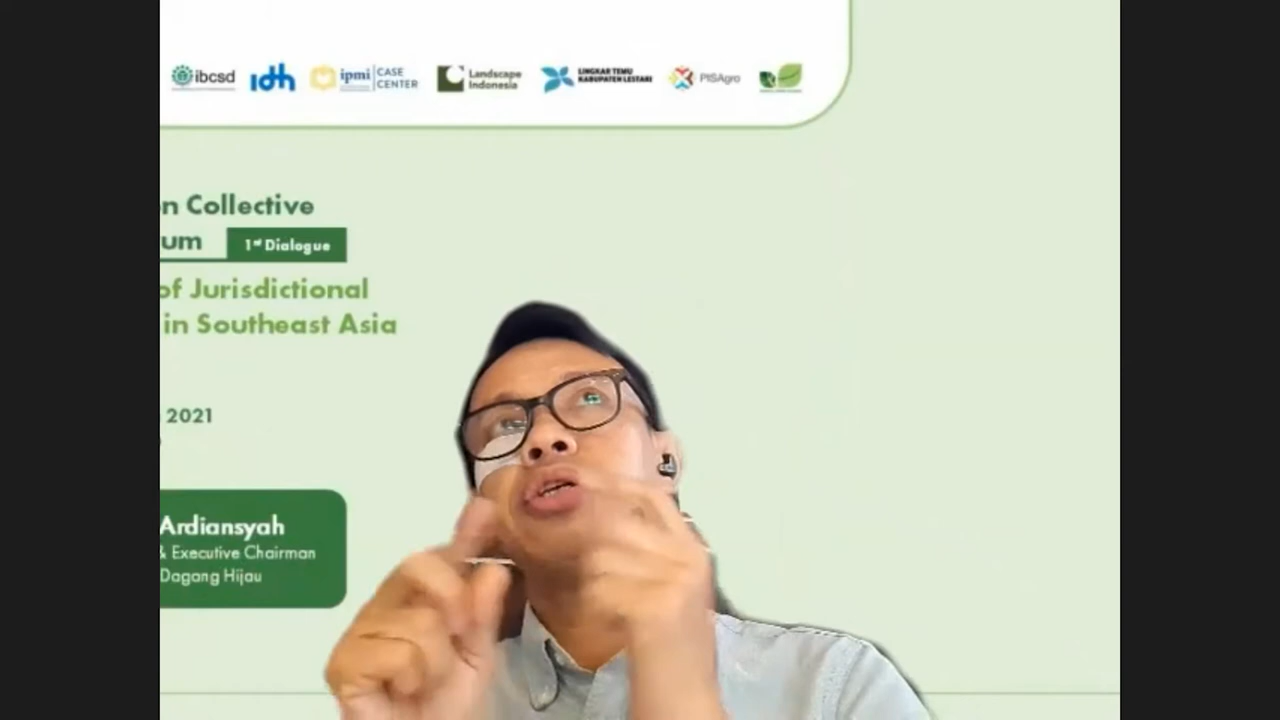 ibcsd
idh
ipmi CASE CENTER
Landscape Indonesia
LINGKAR TEMU KABUPATEN LESTARI
PISAgro
n Collective
um 1st Dialogue
of Jurisdictional
in Southeast Asia
2021
Ardiansyah
& Executive Chairman
Dagang Hijau